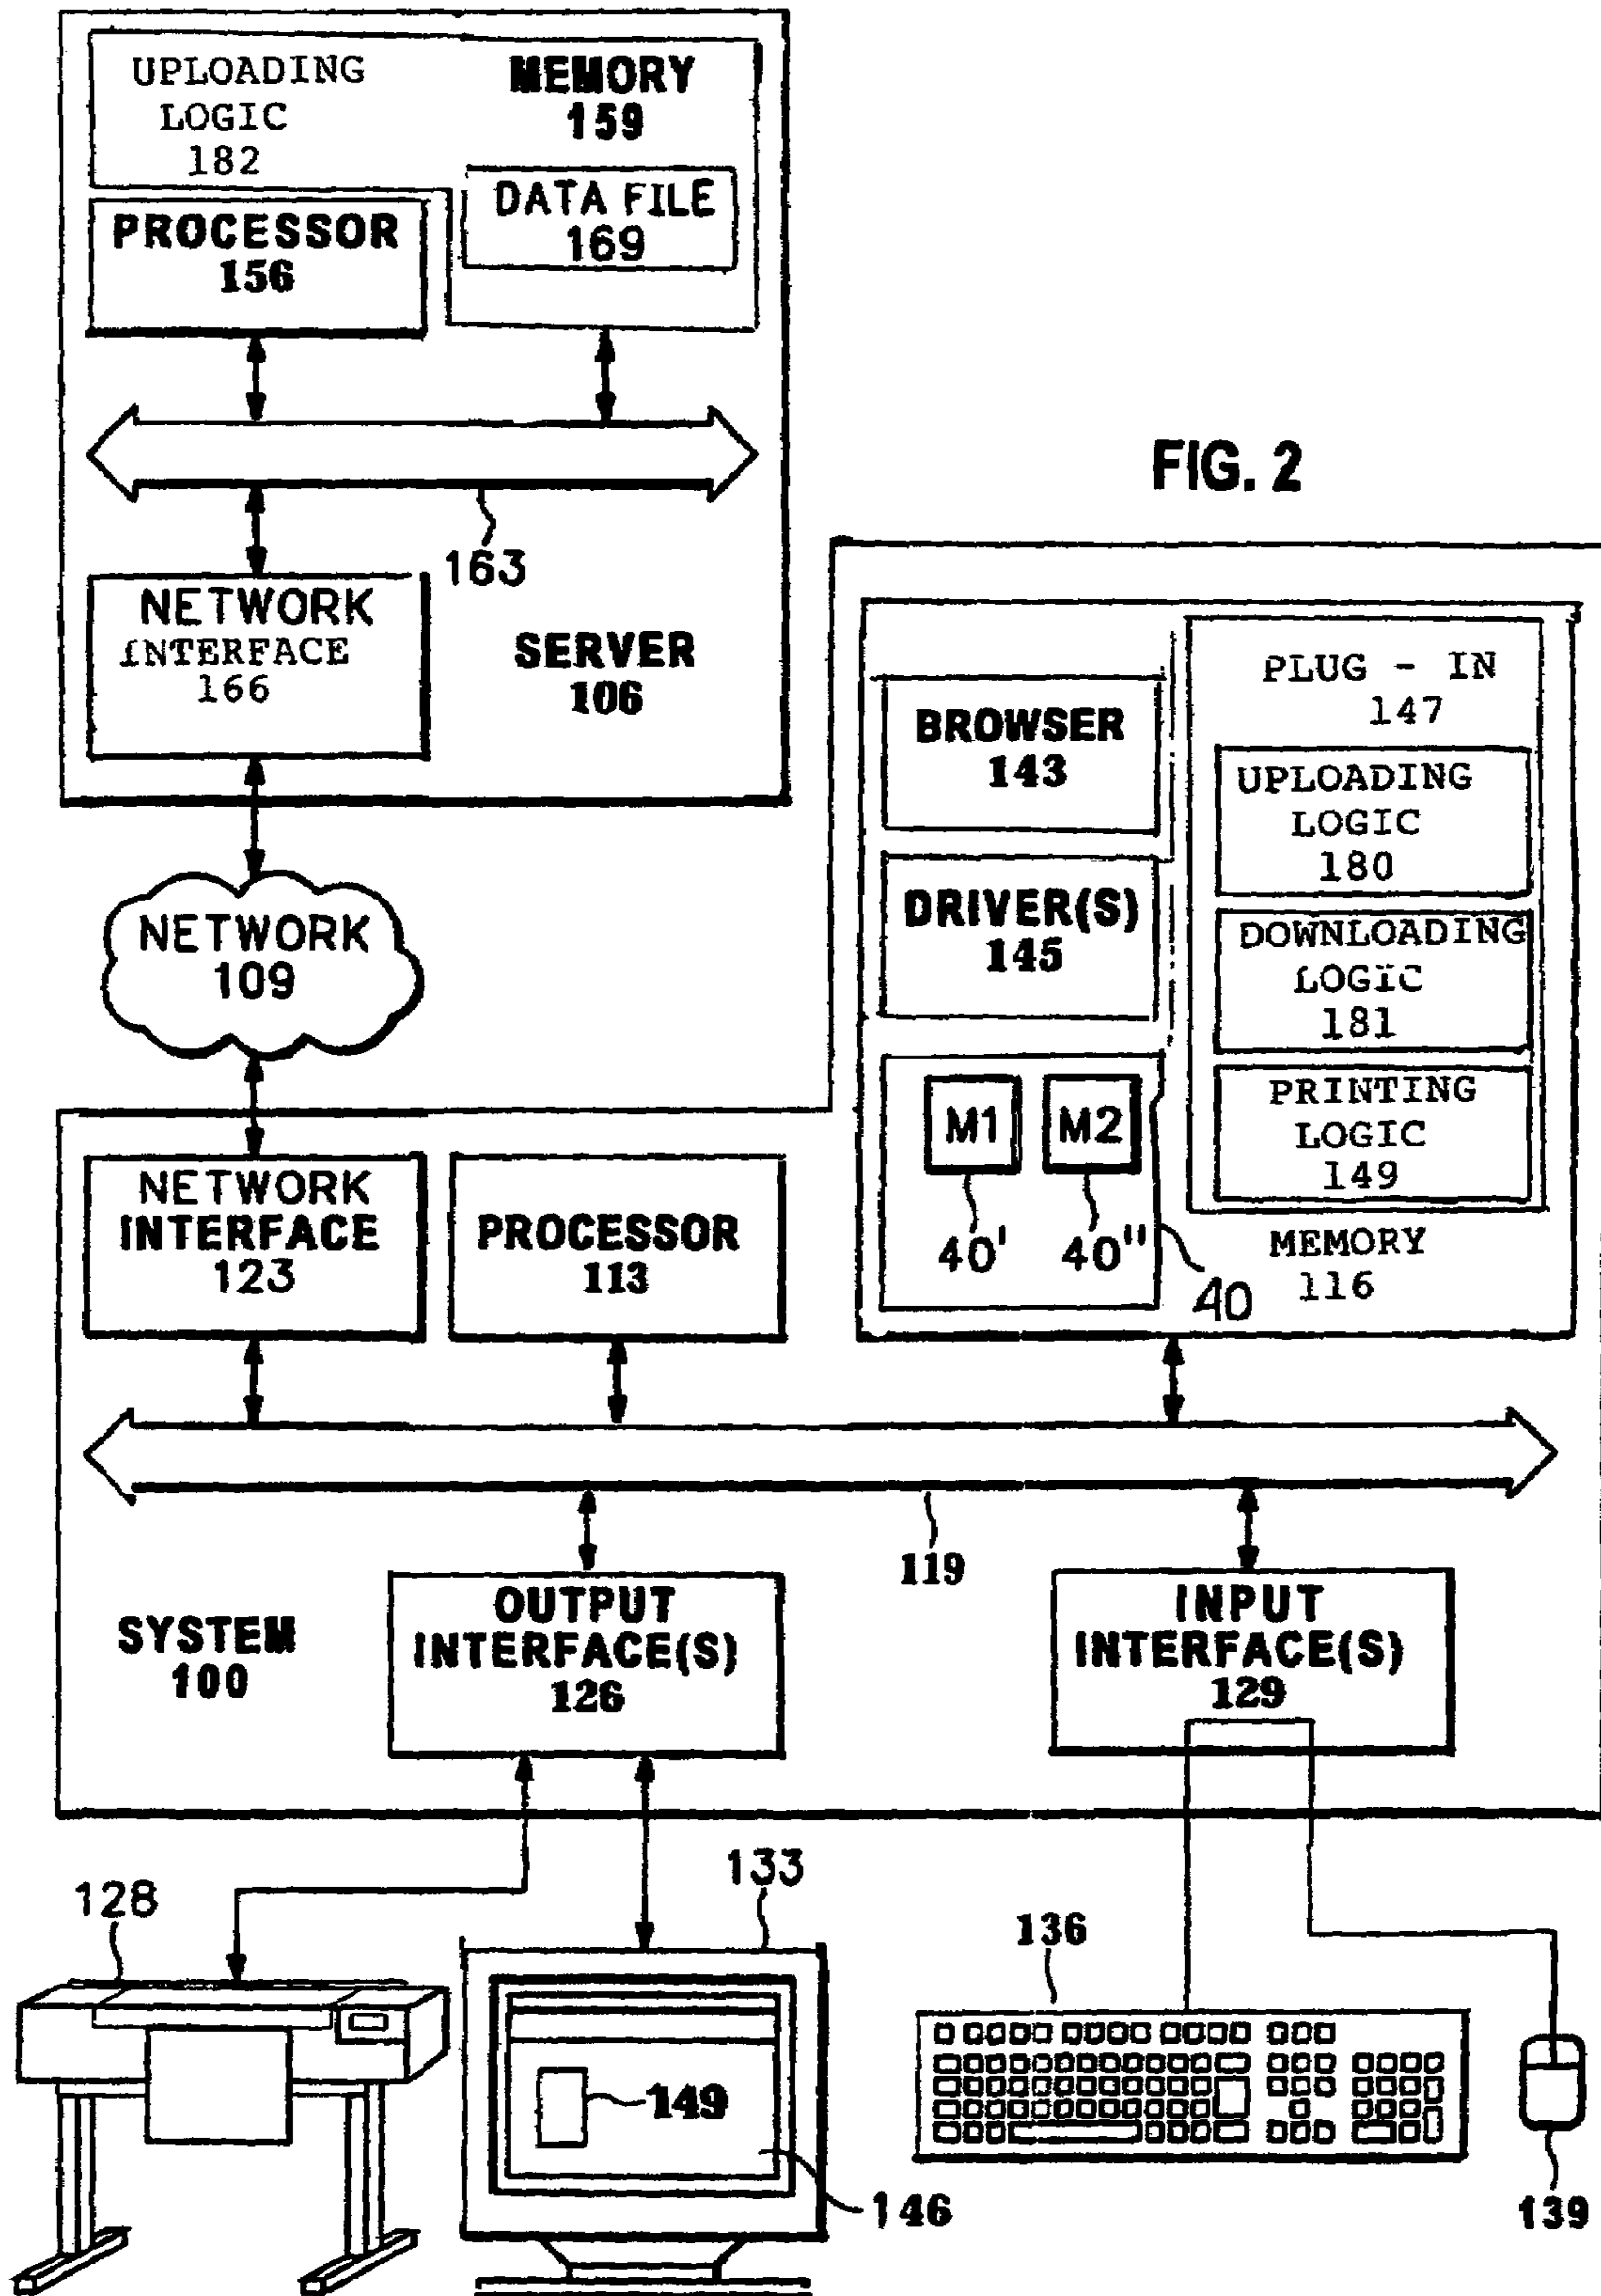 UPLOADING
LOGIC
182
MEMORY
159
DATA FILE
169
PROCESSOR
156
163
NETWORK
INTERFACE
166
SERVER
106
FIG. 2
NETWORK
109
BROWSER
143
DRIVER(S)
145
M1
M2
40'
40"
40
PLUG - IN
147
UPLOADING
LOGIC
180
DOWNLOADING
LOGIC
181
PRINTING
LOGIC
149
MEMORY
116
NETWORK
INTERFACE
123
PROCESSOR
113
119
SYSTEM
100
OUTPUT
INTERFACE(S)
126
INPUT
INTERFACE(S)
129
128
133
149
146
136
139